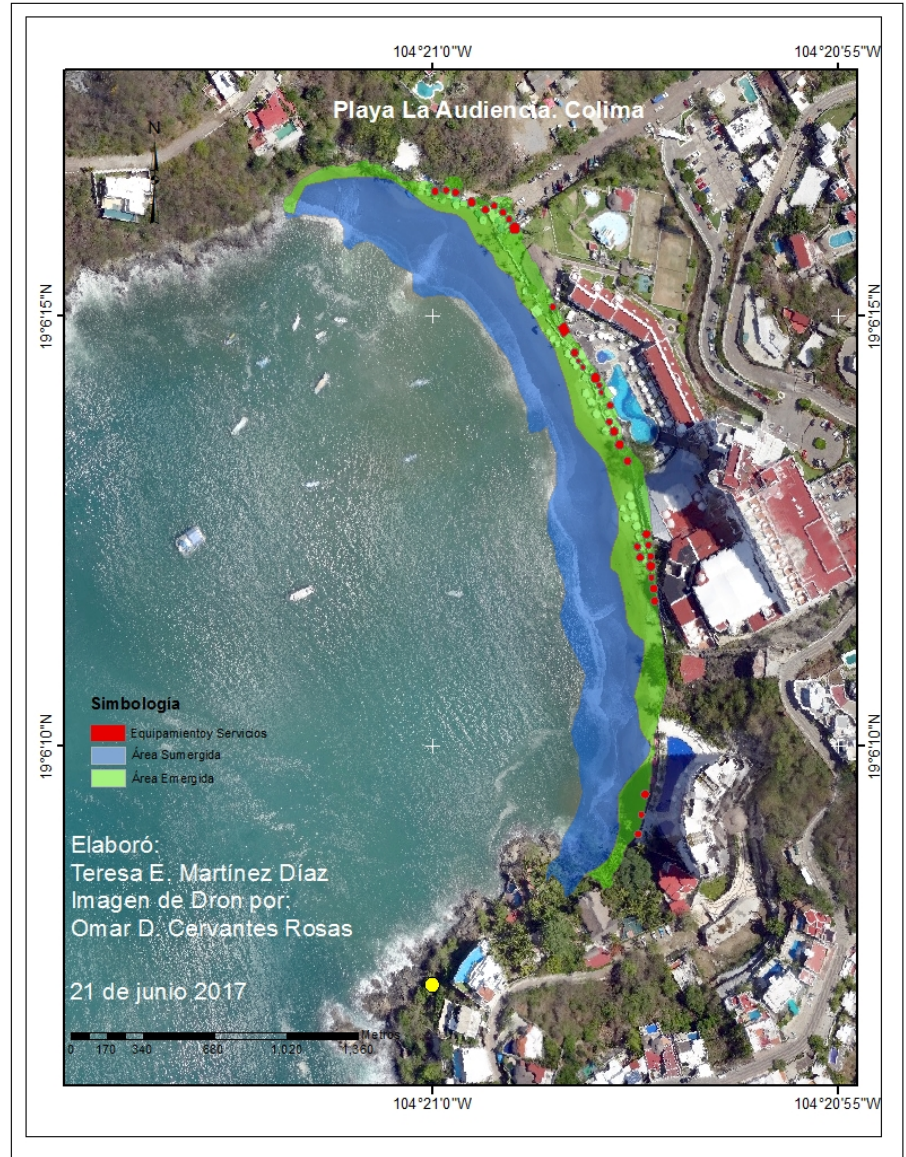 104°21'0"W 104°20'55"W
Playa La Audiencia. Colima
N
19°6'15"N 19°6'15"N
Simbología
Equipamientoy Servicios
Área Sumergida
Área Emergida
19°6'10"N 19°6'10"N
Elaboró:
Teresa E. Martínez Díaz
Imagen de Dron por:
Omar D. Cervantes Rosas
21 de junio 2017
Metros
0 170 340 680 1,020 1,360
104°21'0"W 104°20'55"W